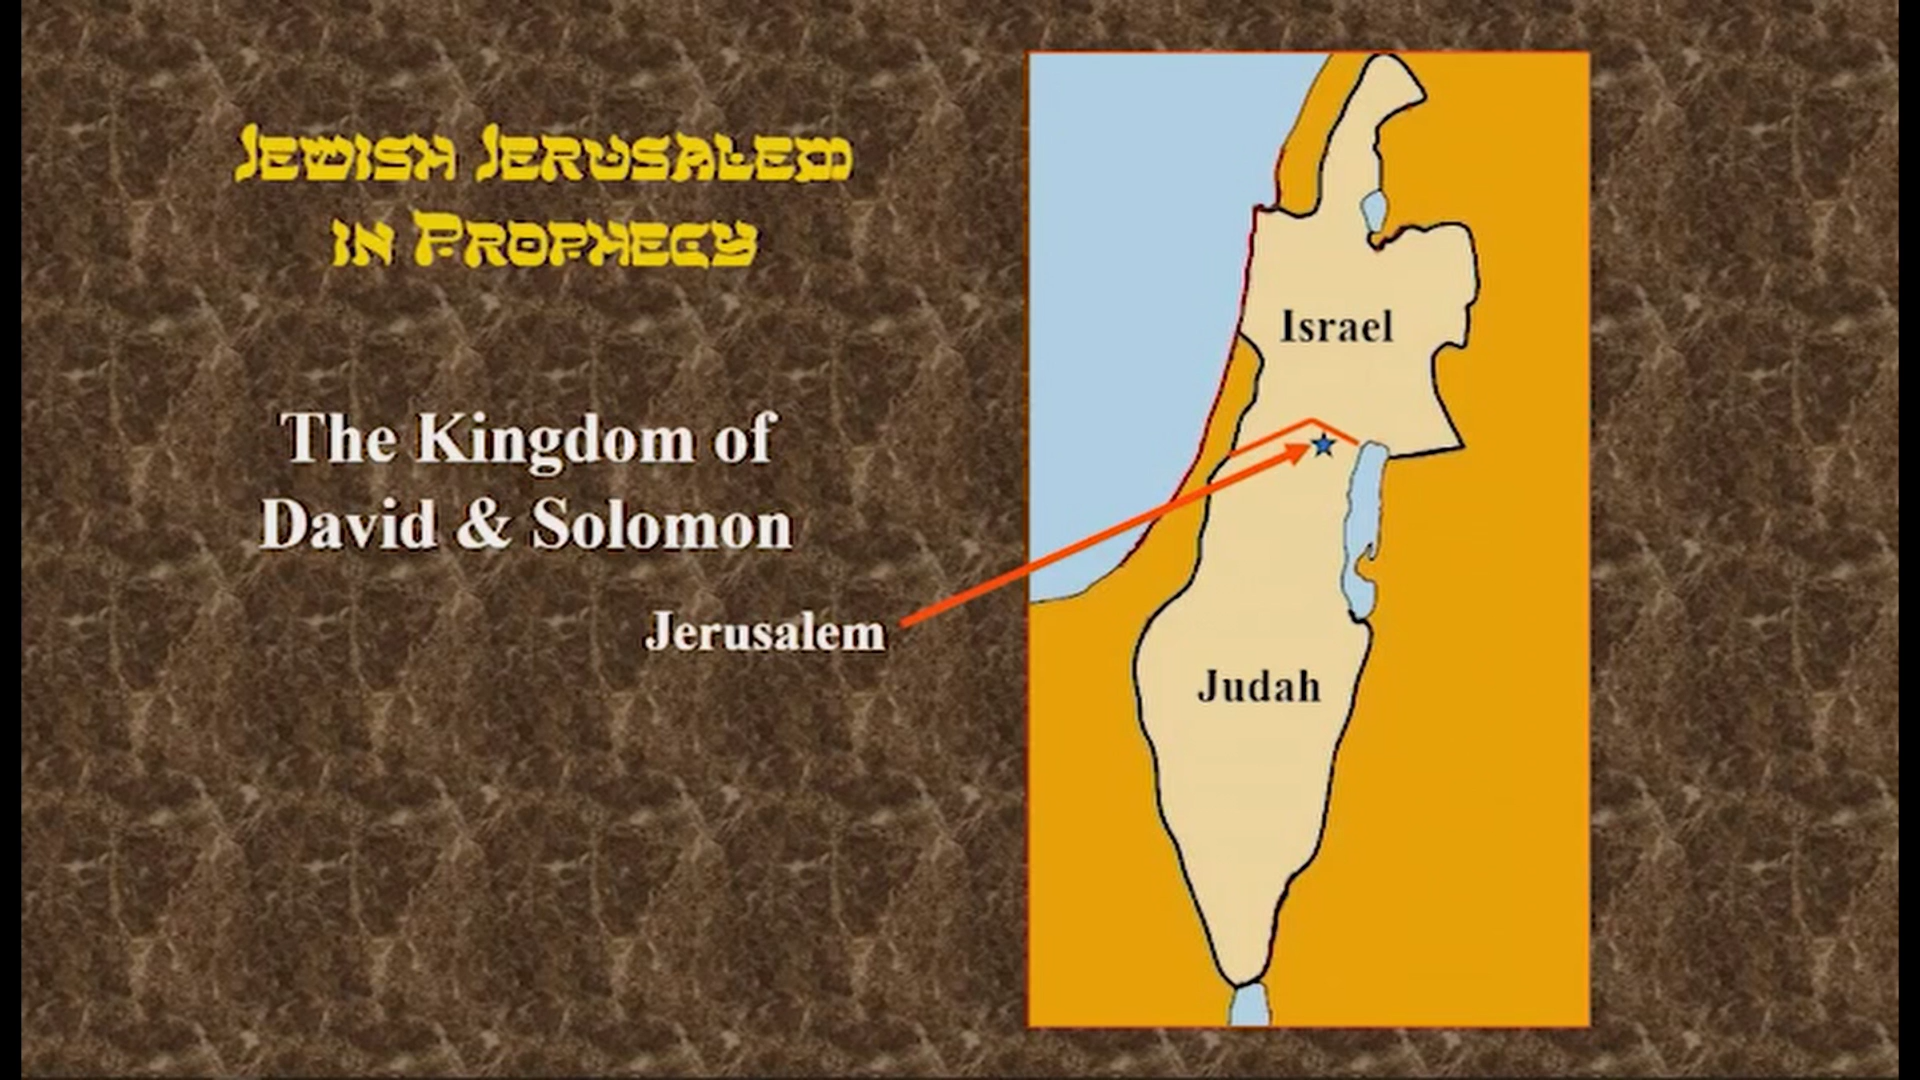 Jewish Jerusalem
in Prophecy
The Kingdom of
David & Solomon
Jerusalem
Israel
Judah